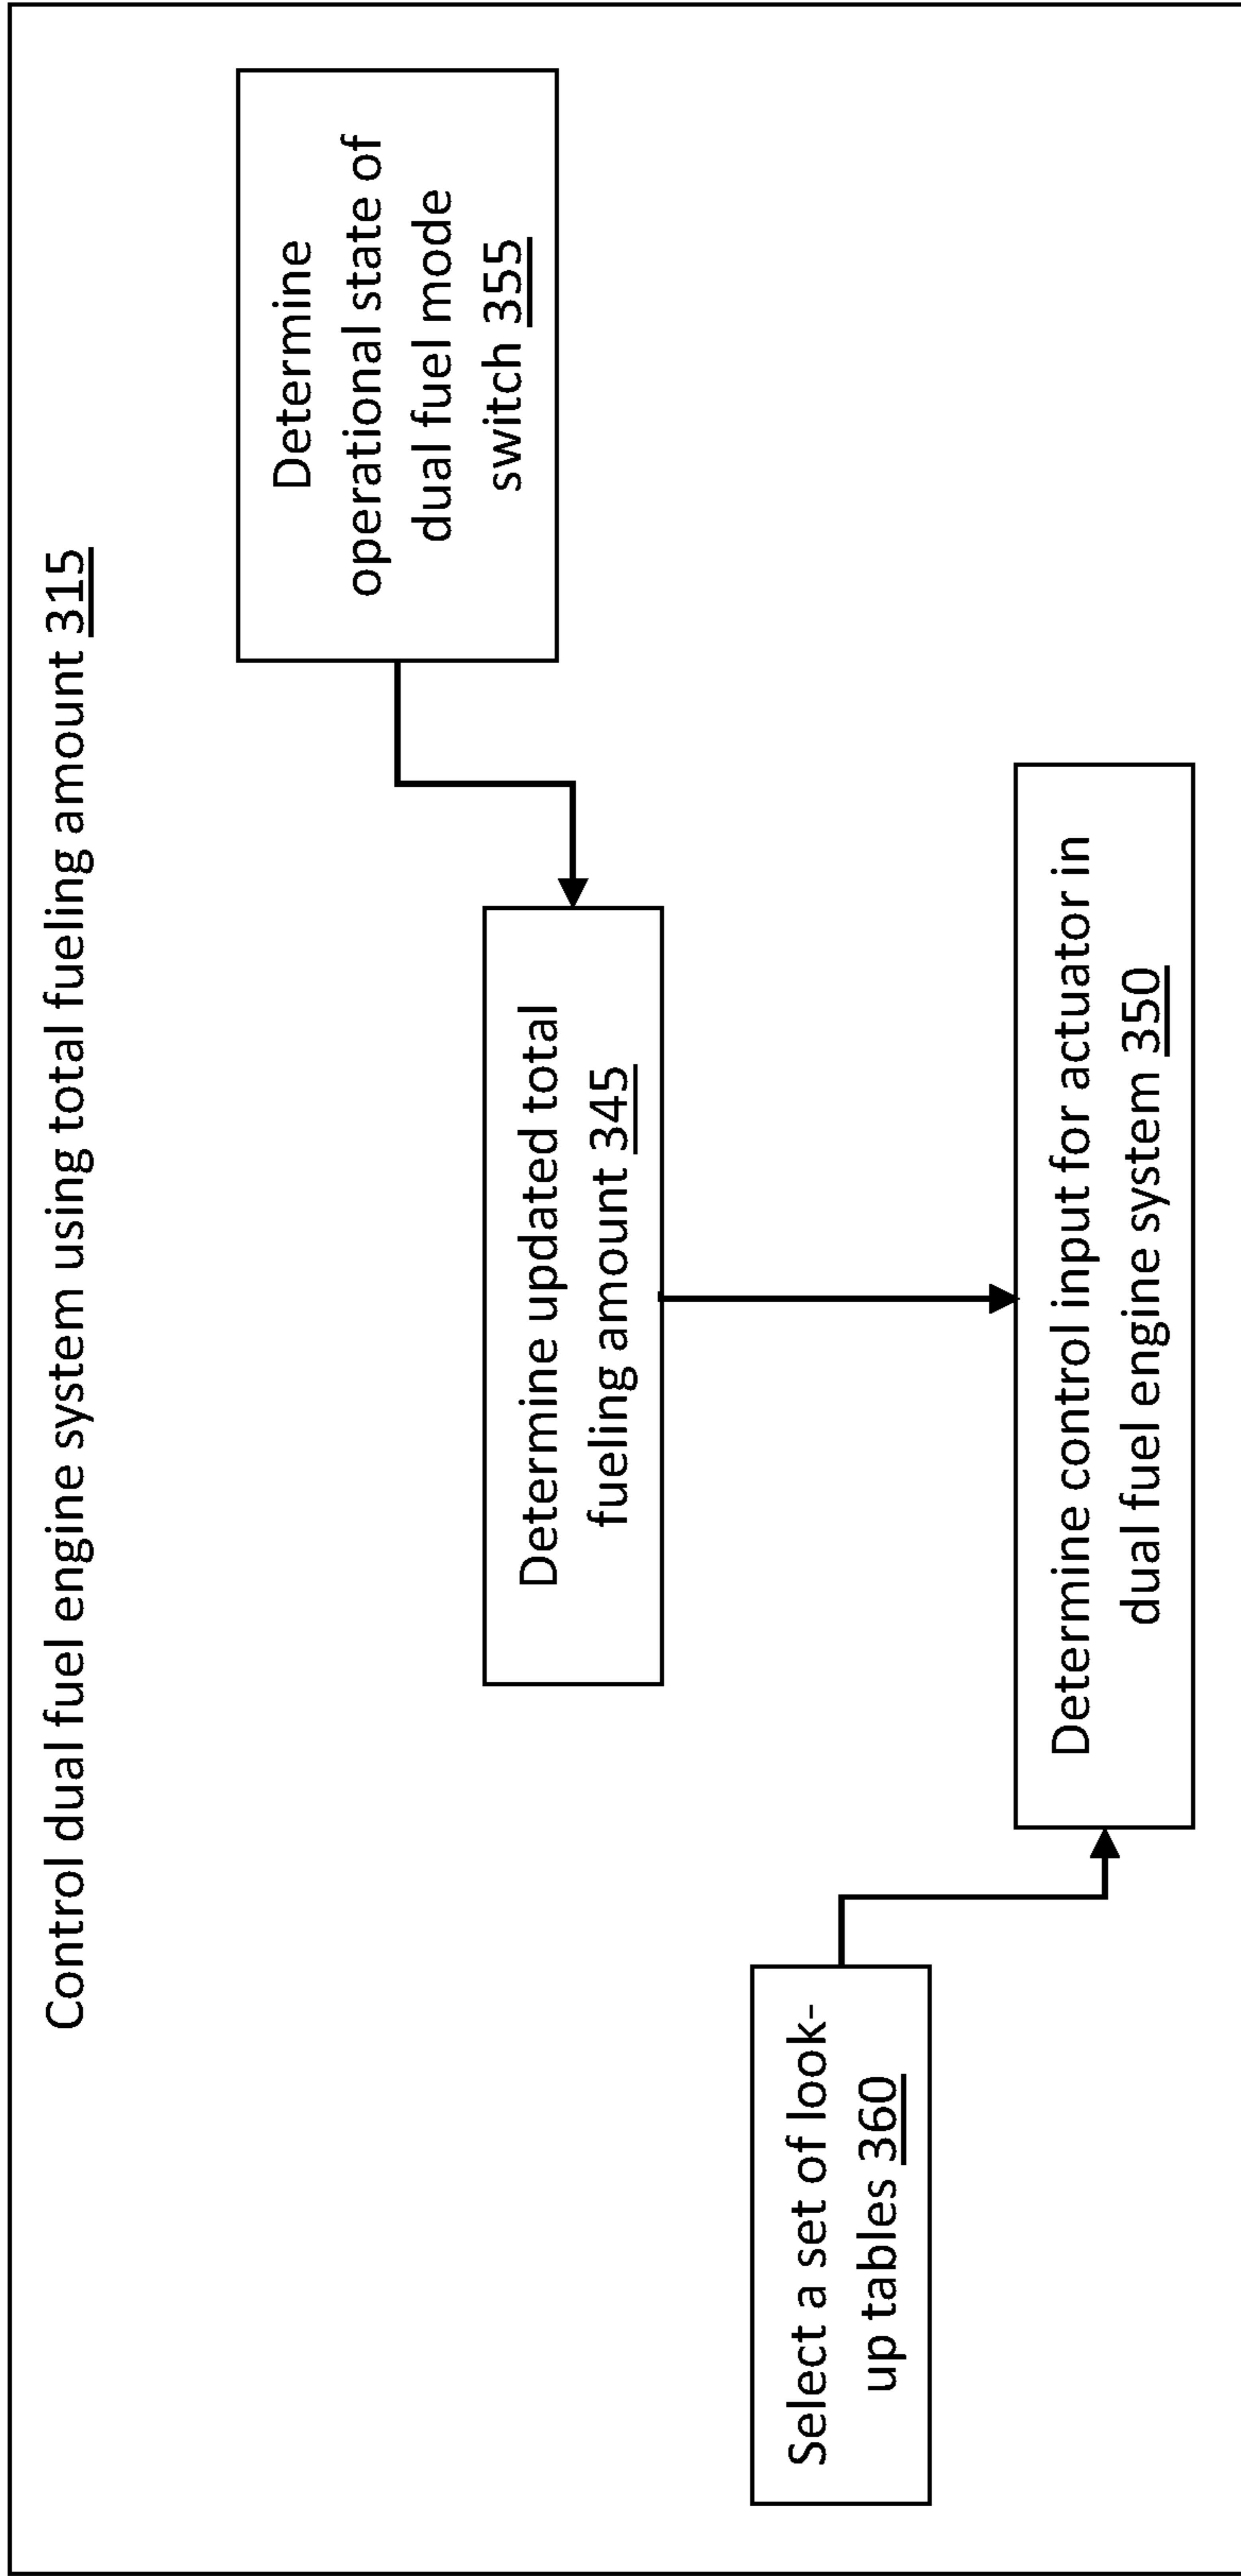 Control dual fuel engine system using total fueling amount 315
Determine
operational state of
dual fuel mode
switch 355
Determine updated total
fueling amount 345
Select a set of look-
up tables 360
Determine control input for actuator in
dual fuel engine system 350